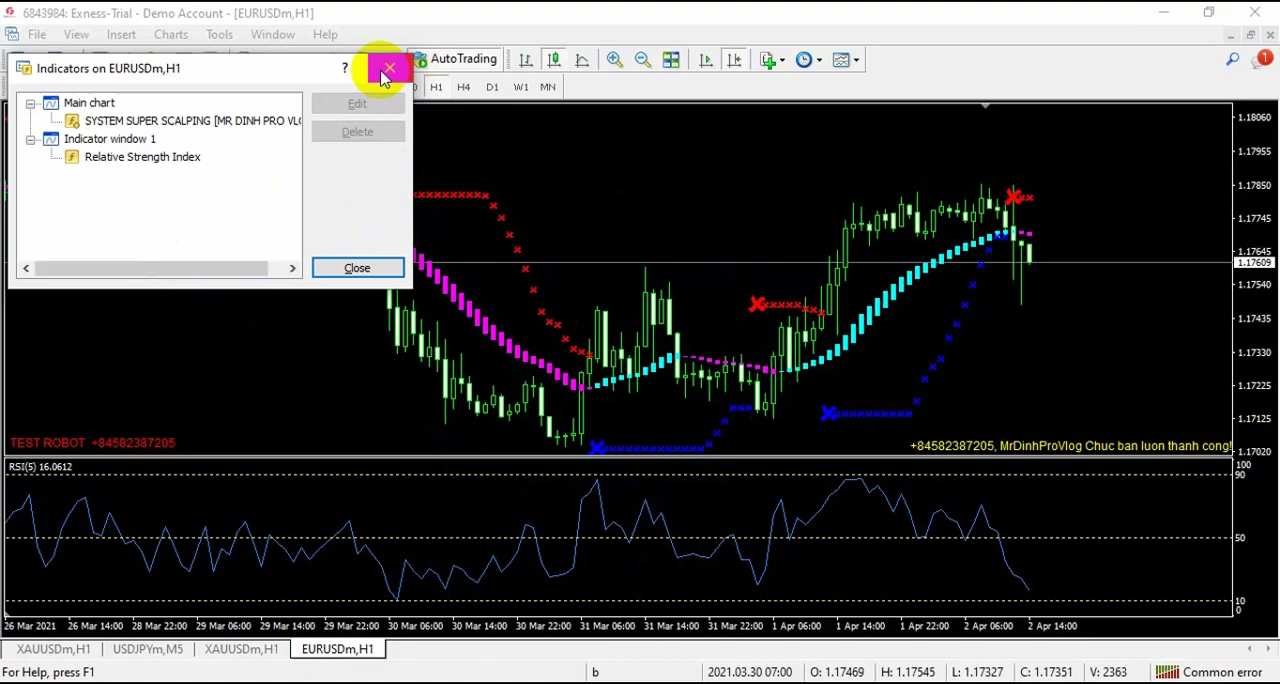 6843984: Exness-Trial - Demo Account - [EURUSDm,H1]
File View Insert Charts Tools Window Help
AutoTrading
1
Indicators on EURUSDm,H1 ?
H1 H4 D1 W1 MN
Main chart
SYSTEM SUPER SCALPING [MR DINH PRO VLO
Indicator window 1
Relative Strength Index
Edit
Delete
Close
1.18060
1.17955
1.17850
1.17745
1.17645
1.17609
1.17540
1.17435
1.17330
1.17225
1.17125
1.17020
TEST ROBOT +84582387205
+84582387205, MrDinhProVlog Chuc ban luon thanh cong!
RSI(5) 16.0612
100
90
50
10
0
26 Mar 2021 26 Mar 14:00 28 Mar 22:00 29 Mar 06:00 29 Mar 14:00 29 Mar 22:00 30 Mar 06:00 30 Mar 14:00 30 Mar 22:00 31 Mar 06:00 31 Mar 14:00 31 Mar 22:00 1 Apr 06:00 1 Apr 14:00 1 Apr 22:00 2 Apr 06:00 2 Apr 14:00
XAUUSDm,H1 USDJPYm,M5 XAUUSDm,H1 EURUSDm,H1
For Help, press F1 b 2021.03.30 07:00 O: 1.17469 H: 1.17545 L: 1.17327 C: 1.17351 V: 2363 Common error